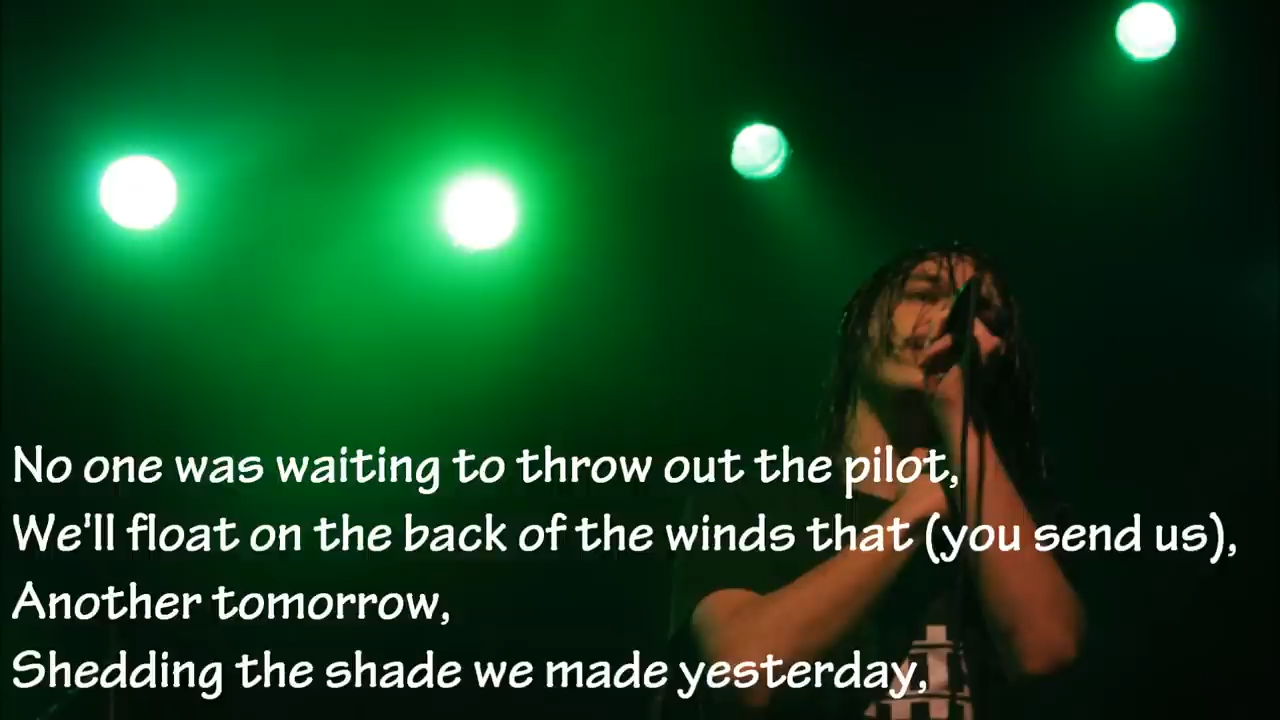 No one was waiting to throw out the pilot,
We'll float on the back of the winds that (you send us),
Another tomorrow,
Shedding the shade we made yesterday,